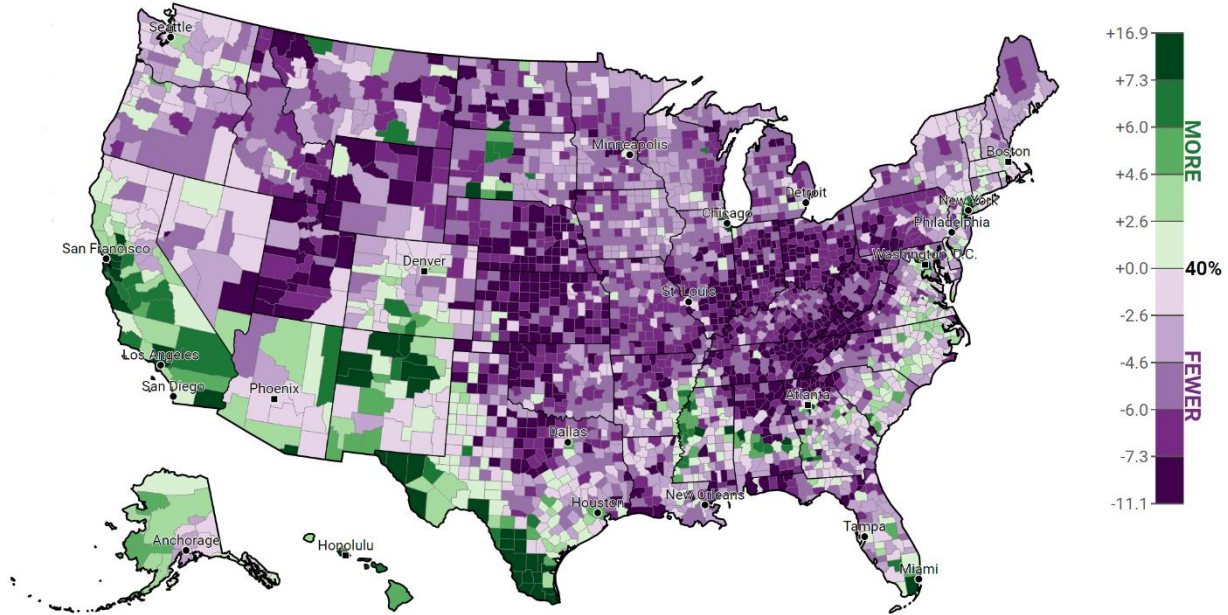 Seattle
Minneapolis
Boston
Detroit
New York
Chicago
Philadelphia
San Francisco
Denver
Washington, D.C.
St. Louis
Los Angeles
San Diego
Phoenix
Atlanta
Dallas
Houston
New Orleans
Tampa
Anchorage
Honolulu
Miami
+16.9
+7.3
+6.0
+4.6
+2.6
+0.0
40%
-2.6
-4.6
-6.0
-7.3
-11.1
MORE
FEWER